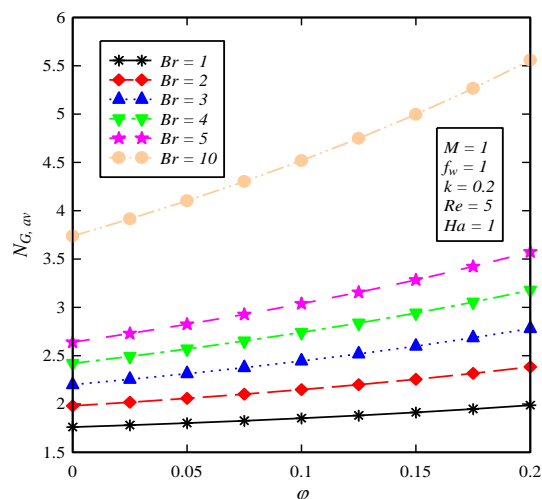 6
5.5
5
4.5
4
3.5
3
2.5
2
1.5
N_{G, av}
Br = 1
Br = 2
Br = 3
Br = 4
Br = 5
Br = 10
M = 1
f_w = 1
k = 0.2
Re = 5
Ha = 1
0 0.05 0.1 0.15 0.2
φ